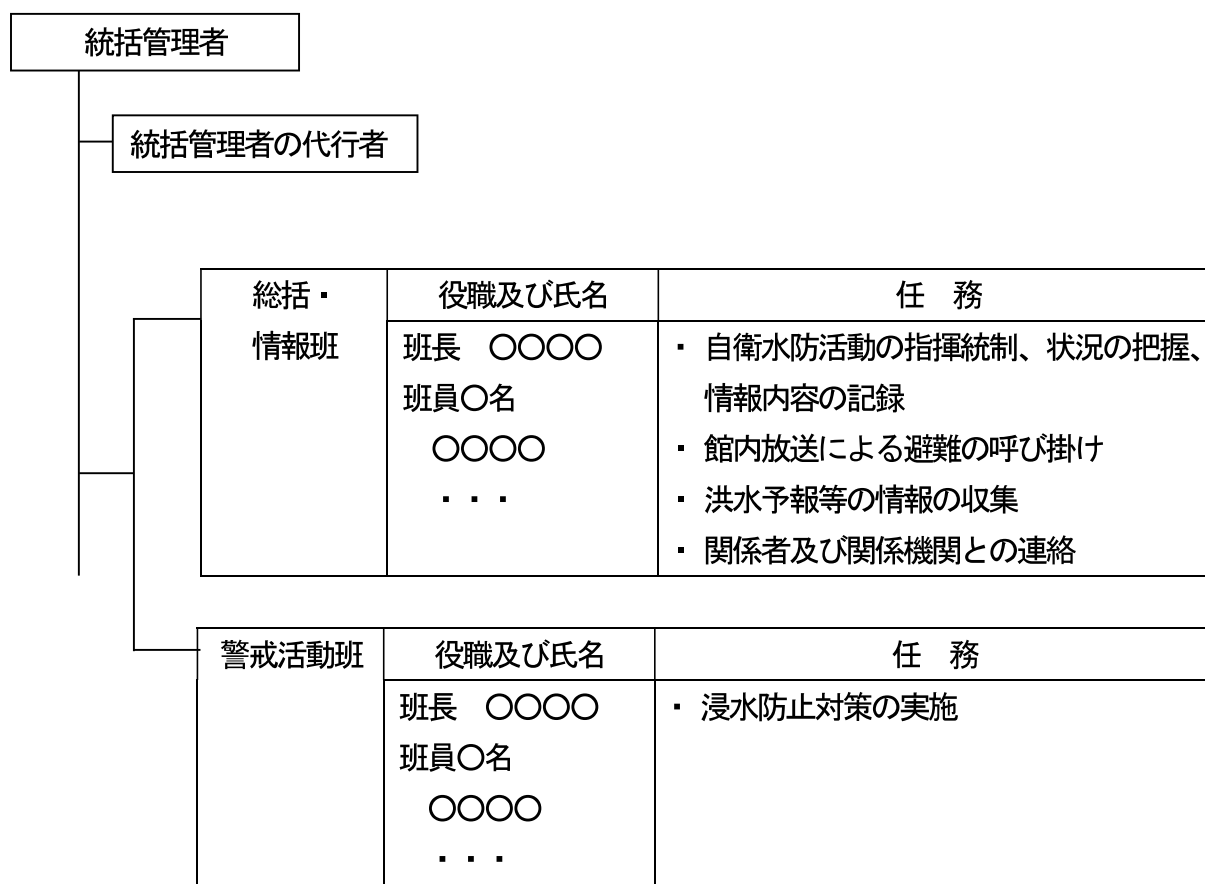 統括管理者
統括管理者の代行者
総括・
情報班
役職及び氏名
任　務
班長　〇〇〇〇
班員〇名
〇〇〇〇
・・・
・ 自衛水防活動の指揮統制、状況の把握、
情報内容の記録
・ 館内放送による避難の呼び掛け
・ 洪水予報等の情報の収集
・ 関係者及び関係機関との連絡
警戒活動班
役職及び氏名
任　務
班長　〇〇〇〇
班員〇名
〇〇〇〇
・・・
・ 浸水防止対策の実施